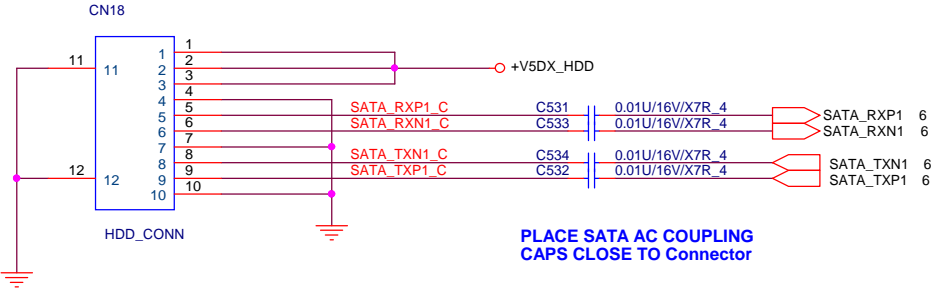 CN18
1
1
2
2
+V5DX_HDD
3
3
11
11
4
4
5
5
SATA_RXP1_C
C531
0.01U/16V/X7R_4
SATA_RXP1 6
6
6
SATA_RXN1_C
C533
0.01U/16V/X7R_4
SATA_RXN1 6
7
7
8
8
SATA_TXN1_C
C534
0.01U/16V/X7R_4
SATA_TXN1 6
12
12
9
9
SATA_TXP1_C
C532
0.01U/16V/X7R_4
SATA_TXP1 6
10
10
HDD_CONN
PLACE SATA AC COUPLING
CAPS CLOSE TO Connector